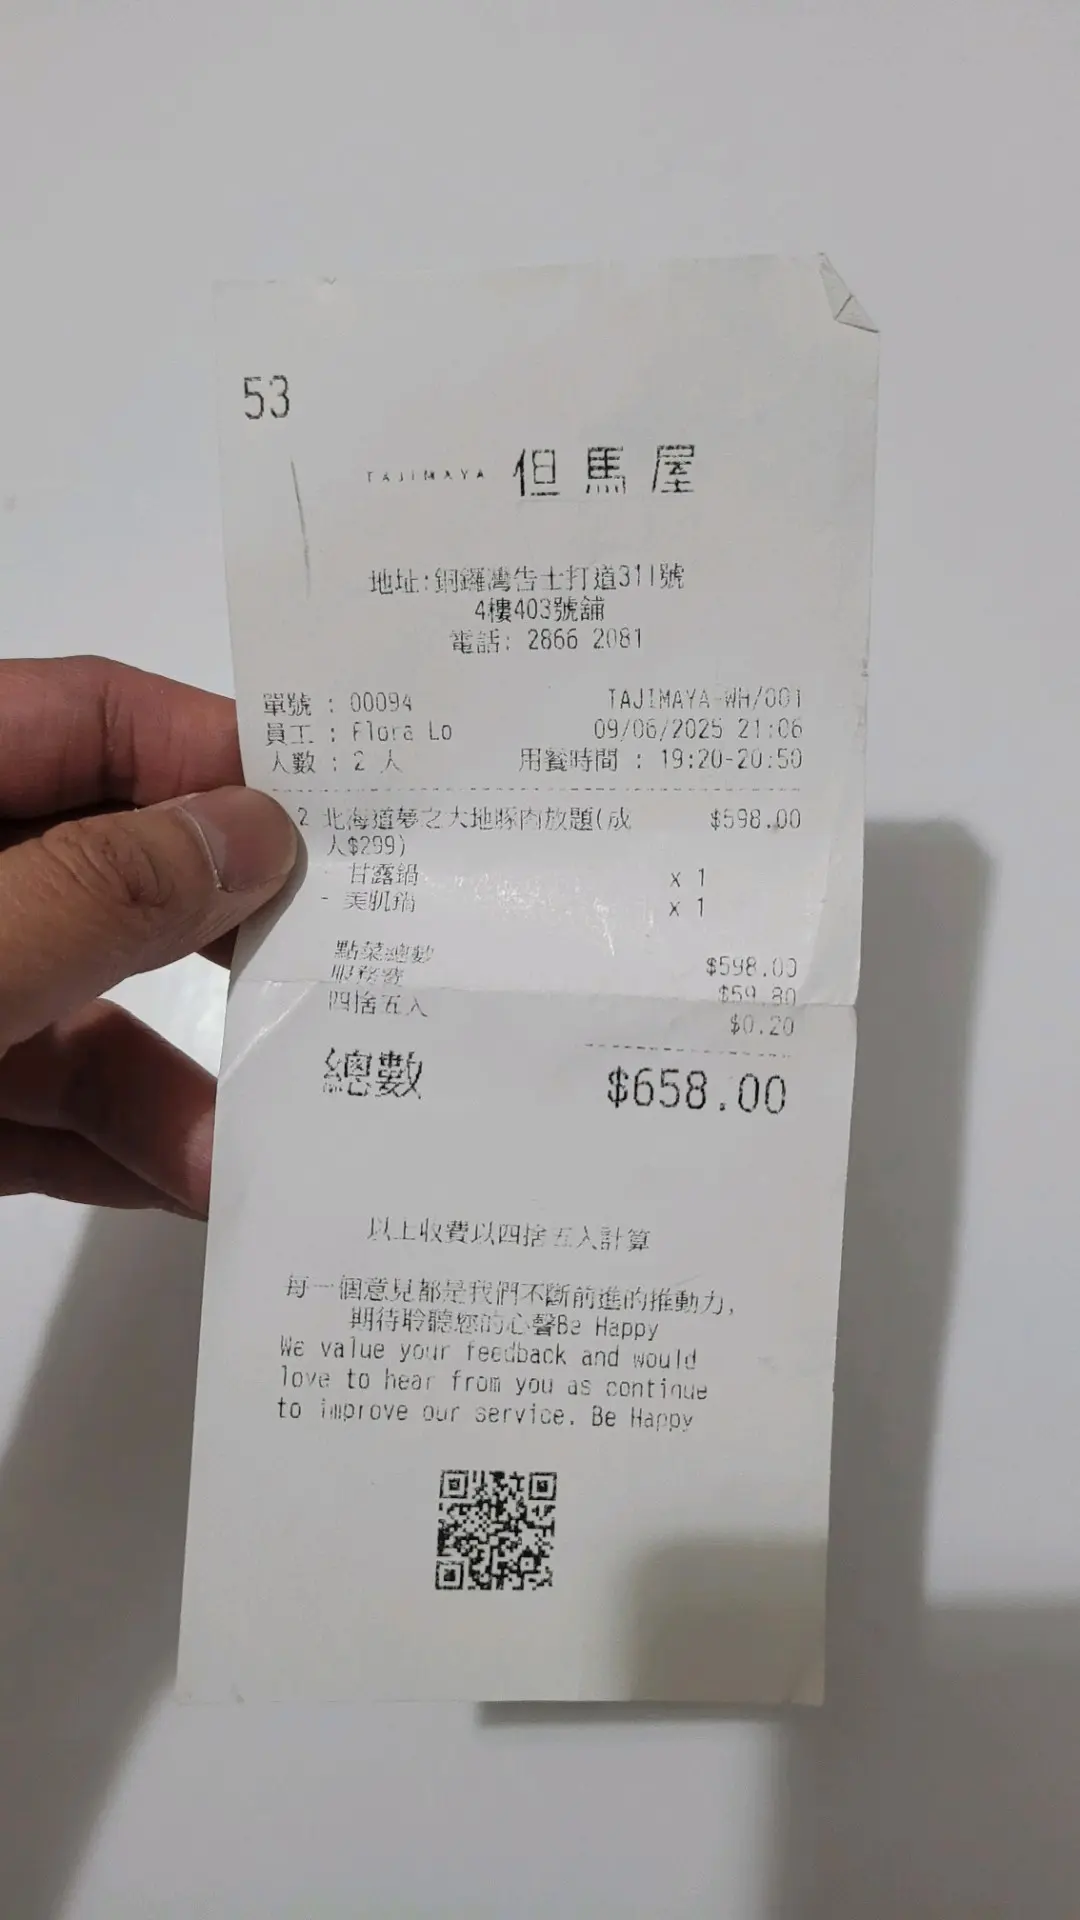 53
TAJIMAYA 但馬屋
地址:銅鑼灣告士打道311號
4樓403號舖
電話: 2866 2081
單號 : 00094 TAJIMAYA-WH/001
員工 : Flora Lo 09/06/2025 21:06
人數 : 2 人 用餐時間 : 19:20-20:50
2 北海道夢之大地豚肉放題(成 $598.00
人$299)
- 甘露鍋 x 1
- 美肌鍋 x 1
點菜總數 $598.00
服務費 $59.80
四捨五入 $0.20
總數 $658.00
以上收費以四捨五入計算
每一個意見都是我們不斷前進的推動力,
期待聆聽您的心聲Be Happy
We value your feedback and would
love to hear from you as continue
to improve our service. Be Happy